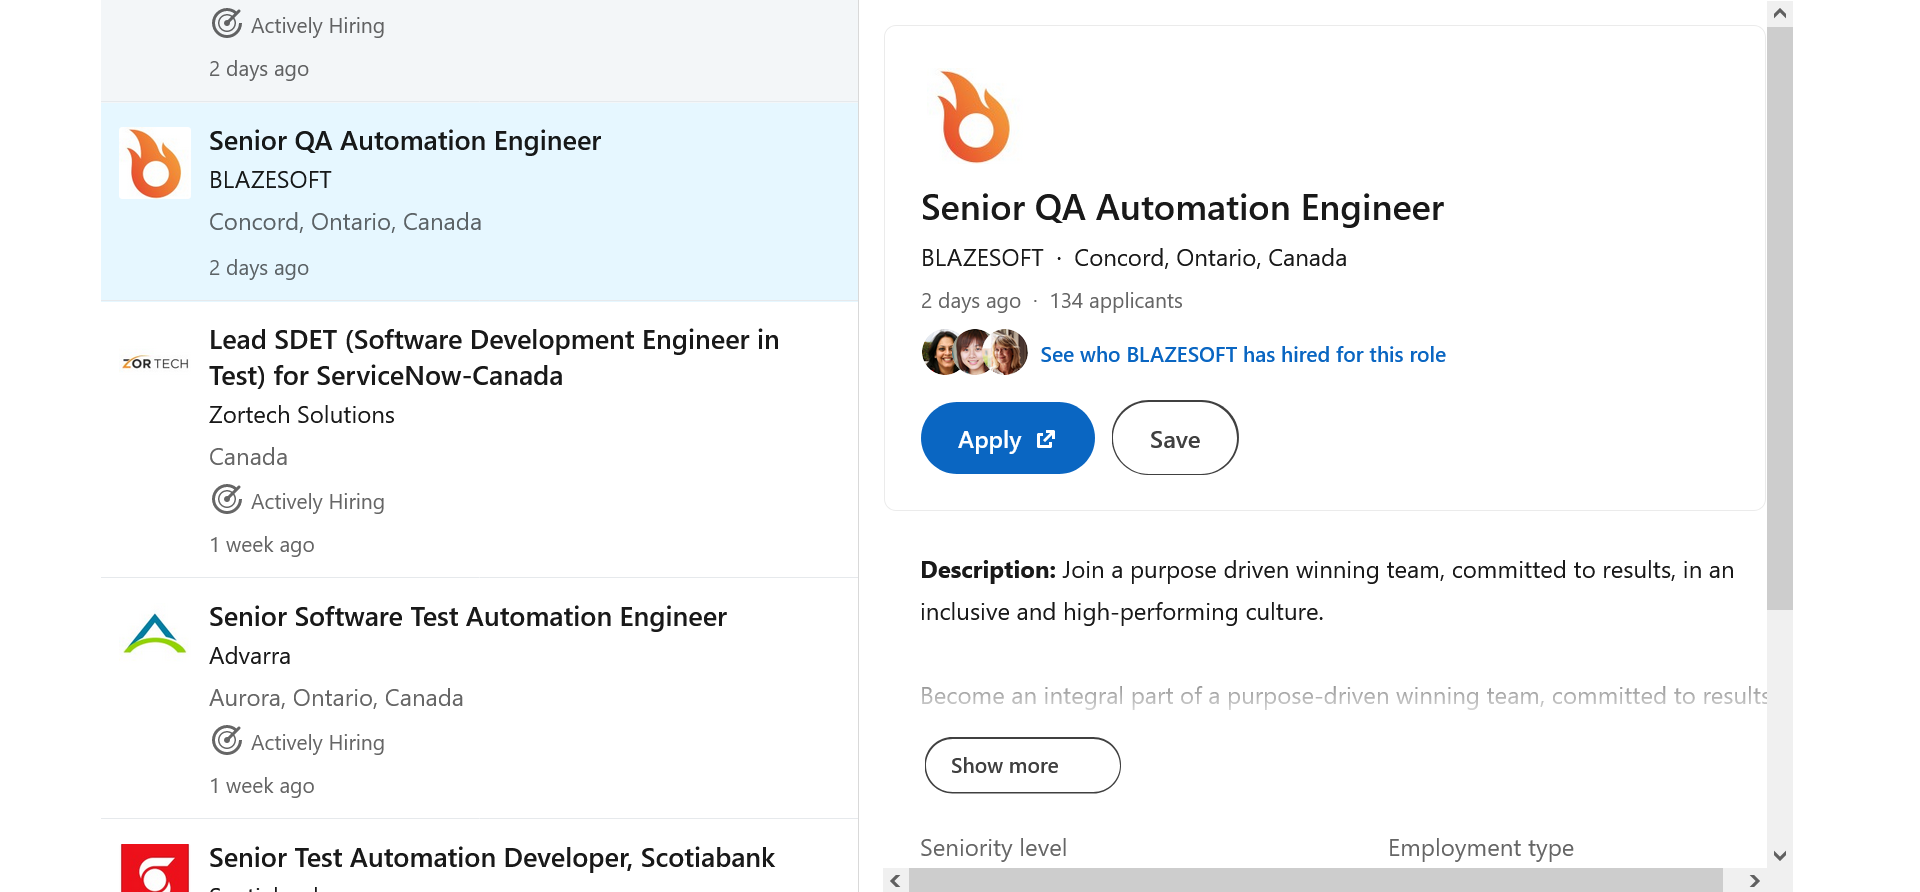 Actively Hiring
2 days ago
Senior QA Automation Engineer
BLAZESOFT
Concord, Ontario, Canada
2 days ago
ZORTECH
Lead SDET (Software Development Engineer in
Test) for ServiceNow-Canada
Zortech Solutions
Canada
Actively Hiring
1 week ago
Senior Software Test Automation Engineer
Advarra
Aurora, Ontario, Canada
Actively Hiring
1 week ago
Senior Test Automation Developer, Scotiabank
Senior QA Automation Engineer
BLAZESOFT · Concord, Ontario, Canada
2 days ago · 134 applicants
See who BLAZESOFT has hired for this role
Apply
Save
Description: Join a purpose driven winning team, committed to results, in an
inclusive and high-performing culture.
Become an integral part of a purpose-driven winning team, committed to results
Show more
Seniority level
Employment type